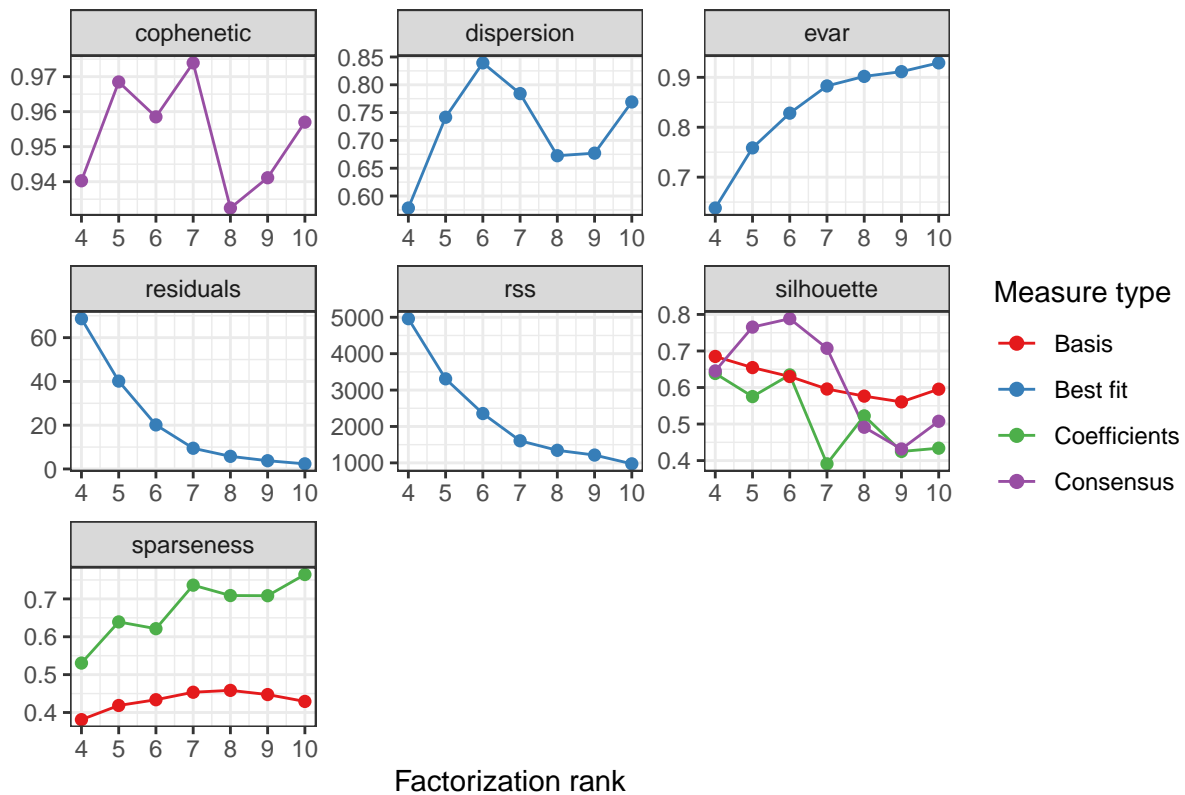 cophenetic dispersion evar
0.97
0.96
0.95
0.94
4 5 6 7 8 9 10
0.85
0.80
0.75
0.70
0.65
0.60
4 5 6 7 8 9 10
0.9
0.8
0.7
4 5 6 7 8 9 10
residuals rss silhouette
60
40
20
0
4 5 6 7 8 9 10
5000
4000
3000
2000
1000
4 5 6 7 8 9 10
0.8
0.7
0.6
0.5
0.4
4 5 6 7 8 9 10
Measure type
Basis
Best fit
Coefficients
Consensus
sparseness
0.7
0.6
0.5
0.4
4 5 6 7 8 9 10
Factorization rank